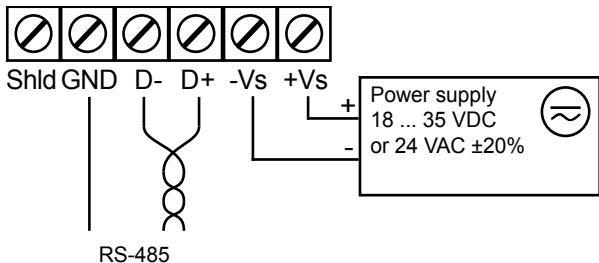 Shld GND D- D+ -Vs +Vs
+
-
Power supply
18 ... 35 VDC
or 24 VAC ±20%
RS-485